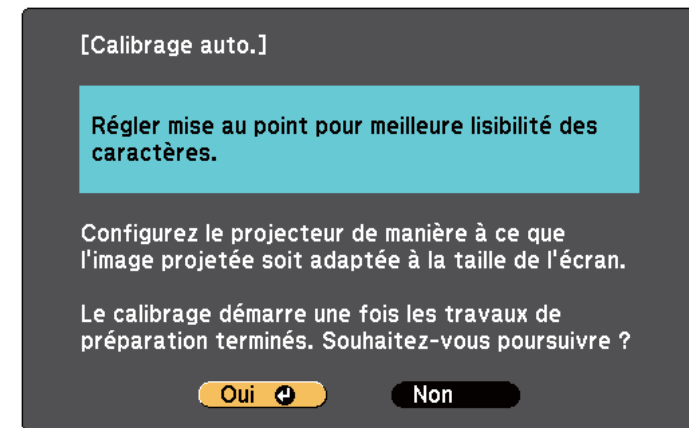 [Calibrage auto.]
Régler mise au point pour meilleure lisibilité des
caractères.
Configurez le projecteur de manière à ce que
l'image projetée soit adaptée à la taille de l'écran.
Le calibrage démarre une fois les travaux de
préparation terminés. Souhaitez-vous poursuivre ?
Oui Non